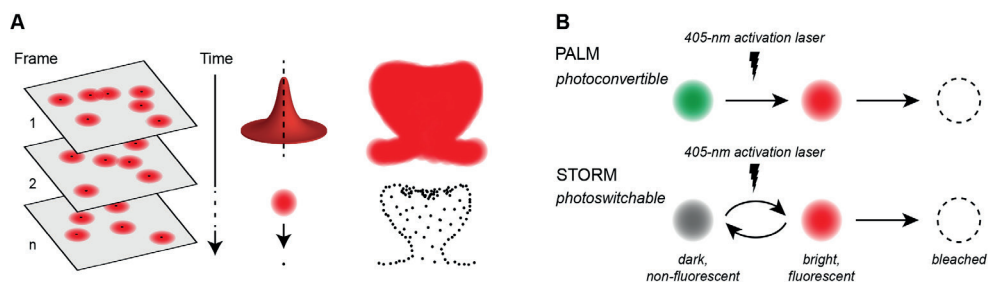 A
Frame
Time
1
2
n
B
405-nm activation laser
PALM
photoconvertible
405-nm activation laser
STORM
photoswitchable
dark,
non-fluorescent
bright,
fluorescent
bleached